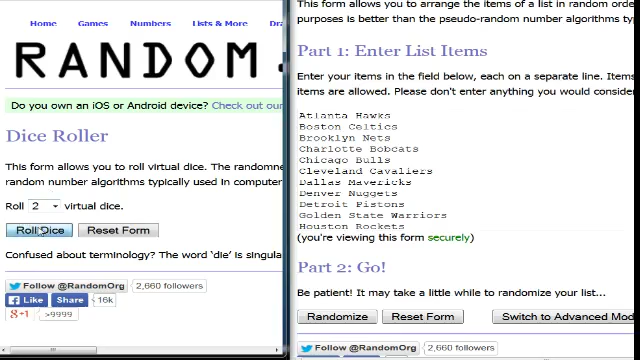 Home Games Numbers Lists & More Dra
RANDOM
Do you own an iOS or Android device? Check out our
Dice Roller
This form allows you to roll virtual dice. The randomne
random number algorithms typically used in computer
Roll 2 virtual dice.
Roll Dice Reset Form
Confused about terminology? The word 'die' is singula
Follow @RandomOrg 2,660 followers
Like Share 16k
g+1 >9999
This form allows you to arrange the items of a list in random orde
purposes is better than the pseudo-random number algorithms ty
Part 1: Enter List Items
Enter your items in the field below, each on a separate line. Items
items are allowed. Please don't enter anything you would consider
Atlanta Hawks
Boston Celtics
Brooklyn Nets
Charlotte Bobcats
Chicago Bulls
Cleveland Cavaliers
Dallas Mavericks
Denver Nuggets
Detroit Pistons
Golden State Warriors
Houston Rockets
(you're viewing this form securely)
Part 2: Go!
Be patient! It may take a little while to randomize your list...
Randomize Reset Form Switch to Advanced Mod
Follow @RandomOrg 2,660 followers